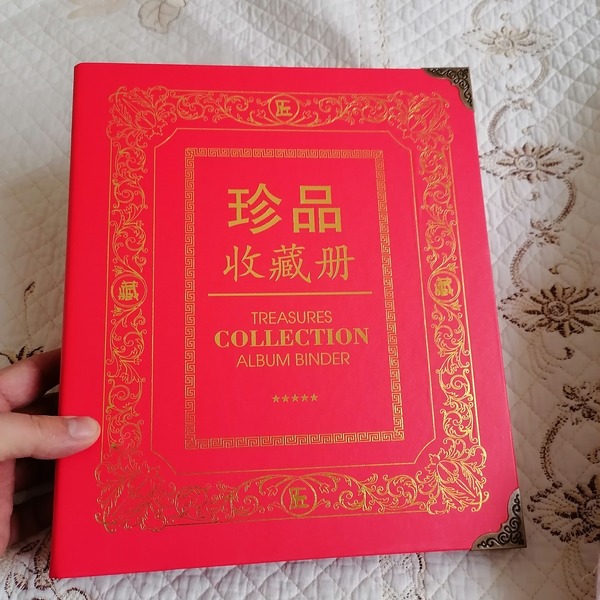 珍品
收藏册
TREASURES
COLLECTION
ALBUM BINDER